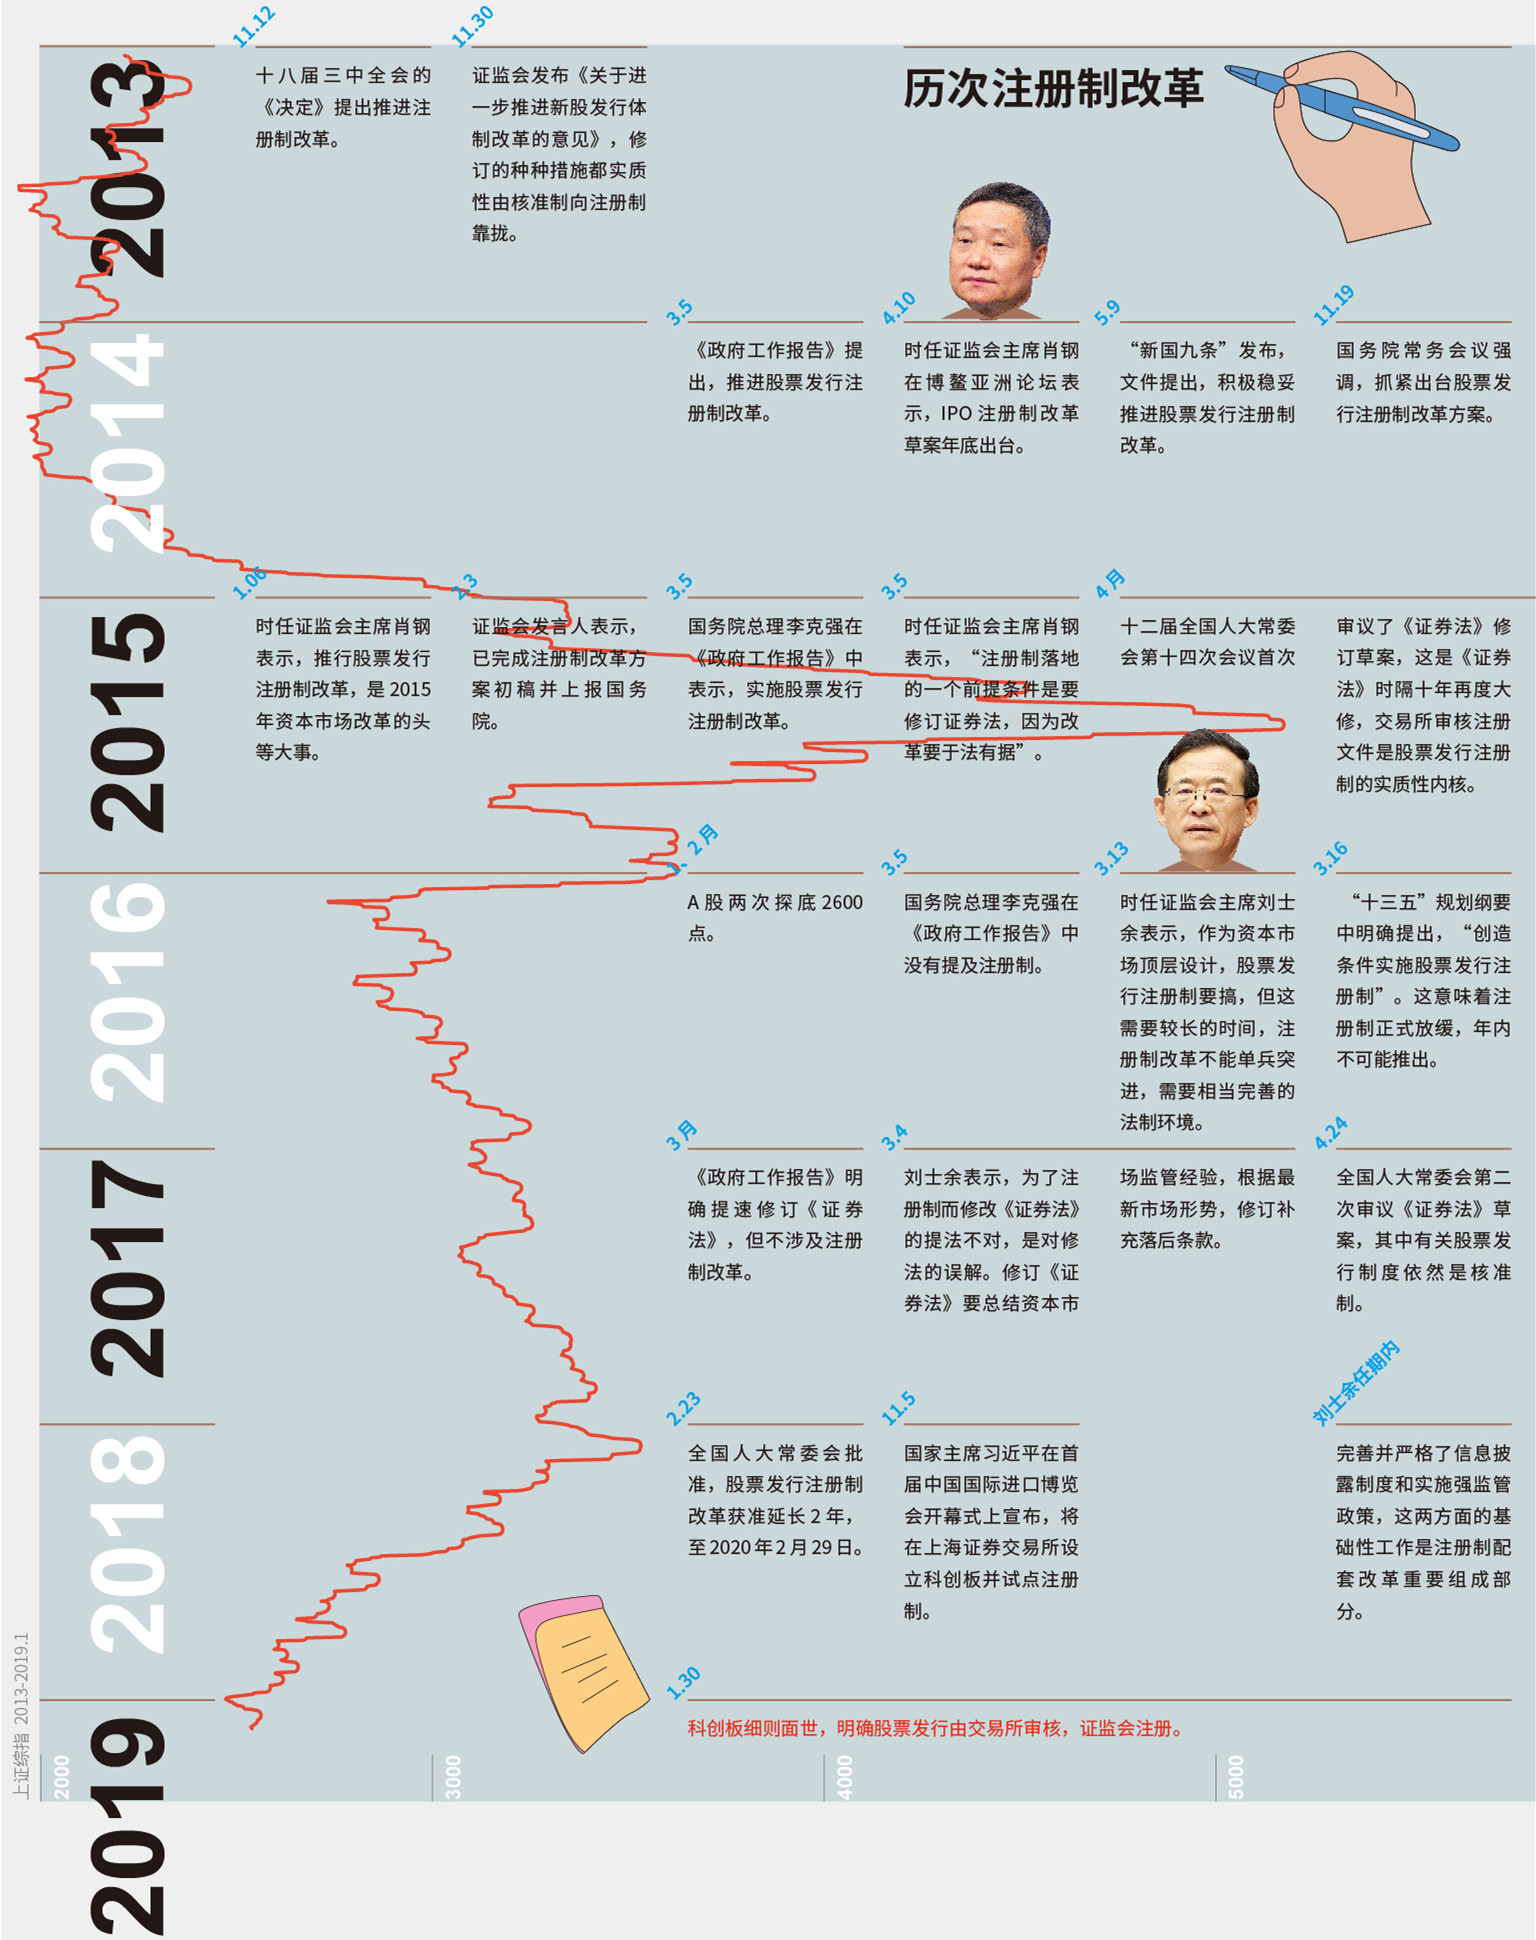 历次注册制改革
2013
11.12
十八届三中全会的
《决定》提出推进注
册制改革。
11.30
证监会发布《关于进
一步推进新股发行体
制改革的意见》，修
订的种种措施都实质
性由核准制向注册制
靠拢。
2014
3.5
《政府工作报告》提
出，推进股票发行注
册制改革。
4.10
时任证监会主席肖钢
在博鳌亚洲论坛表
示，IPO 注册制改革
草案年底出台。
5.9
“新国九条”发布，
文件提出，积极稳妥
推进股票发行注册制
改革。
11.19
国务院常务会议强
调，抓紧出台股票发
行注册制改革方案。
2015
1.06
时任证监会主席肖钢
表示，推行股票发行
注册制改革，是 2015
年资本市场改革的头
等大事。
2.3
证监会发言人表示，
已完成注册制改革方
案初稿并上报国务
院。
3.5
国务院总理李克强在
《政府工作报告》中
表示，实施股票发行
注册制改革。
3.5
时任证监会主席肖钢
表示，“注册制落地
的一个前提条件是要
修订证券法，因为改
革要于法有据”。
4 月
十二届全国人大常委
会第十四次会议首次
审议了《证券法》修
订草案，这是《证券
法》时隔十年再度大
修，交易所审核注册
文件是股票发行注册
制的实质性内核。
2016
1- 2 月
A 股两次探底 2600
点。
3.5
国务院总理李克强在
《政府工作报告》中
没有提及注册制。
3.13
时任证监会主席刘士
余表示，作为资本市
场顶层设计，股票发
行注册制要搞，但这
需要较长的时间，注
册制改革不能单兵突
进，需要相当完善的
法制环境。
3.16
“十三五”规划纲要
中明确提出，“创造
条件实施股票发行注
册制”。这意味着注
册制正式放缓，年内
不可能推出。
2017
3 月
《政府工作报告》明
确提速修订《证券
法》，但不涉及注册
制改革。
3.4
刘士余表示，为了注
册制而修改《证券法》
的提法不对，是对修
法的误解。修订《证
券法》要总结资本市
场监管经验，根据最
新市场形势，修订补
充落后条款。
4.24
全国人大常委会第二
次审议《证券法》草
案，其中有关股票发
行制度依然是核准
制。
2018
2.23
全国人大常委会批
准，股票发行注册制
改革获准延长 2 年，
至 2020 年 2 月 29 日。
11.5
国家主席习近平在首
届中国国际进口博览
会开幕式上宣布，将
在上海证券交易所设
立科创板并试点注册
制。
刘士余任期内
完善并严格了信息披
露制度和实施强监管
政策，这两方面的基
础性工作是注册制配
套改革重要组成部
分。
2019
1.30
科创板细则面世，明确股票发行由交易所审核，证监会注册。
上证综指 2013-2019.1
2000
3000
4000
5000